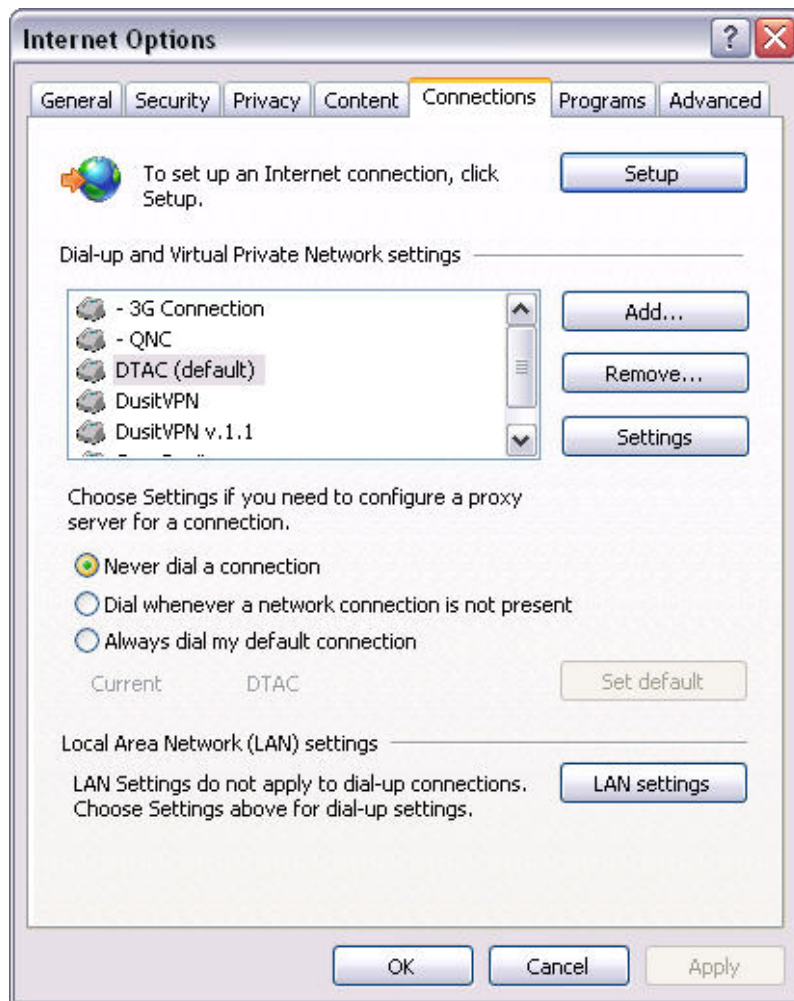 Internet Options
General Security Privacy Content Connections Programs Advanced
To set up an Internet connection, click
Setup.
Setup
Dial-up and Virtual Private Network settings
- 3G Connection
- QNC
DTAC (default)
DusitVPN
DusitVPN v.1.1
Add...
Remove...
Settings
Choose Settings if you need to configure a proxy
server for a connection.
Never dial a connection
Dial whenever a network connection is not present
Always dial my default connection
Current DTAC Set default
Local Area Network (LAN) settings
LAN Settings do not apply to dial-up connections.
Choose Settings above for dial-up settings.
LAN settings
OK Cancel Apply